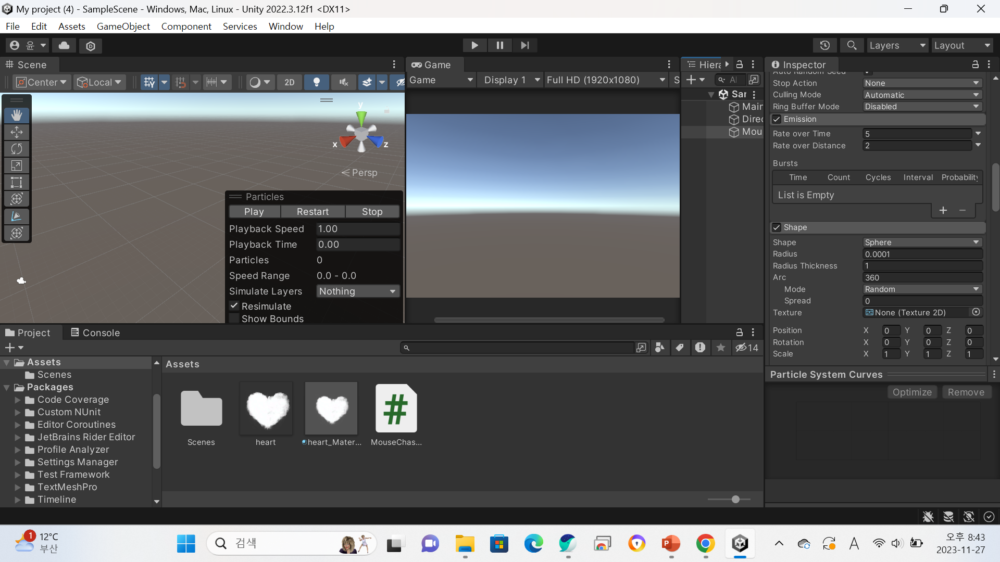 My project (4) - SampleScene - Windows, Mac, Linux - Unity 2022.3.12f1 <DX11>
File Edit Assets GameObject Component Services Window Help
윤 Layers Layout
Scene
Center Local 2D
y
x z
Persp
Particles
Play Restart Stop
Playback Speed 1.00
Playback Time 0.00
Particles 0
Speed Range 0.0 - 0.0
Simulate Layers Nothing
Resimulate
Show Bounds
Game
Game Display 1 Full HD (1920x1080) S
Hiera
Al
Sar
Main
Direc
Mou
Inspector
Auto Random Seed
Stop Action None
Culling Mode Automatic
Ring Buffer Mode Disabled
Emission
Rate over Time 5
Rate over Distance 2
Bursts
Time Count Cycles Interval Probability
List is Empty
Shape
Shape Sphere
Radius 0.0001
Radius Thickness 1
Arc 360
Mode Random
Spread 0
Texture None (Texture 2D)
Position X 0 Y 0 Z 0
Rotation X 0 Y 0 Z 0
Scale X 1 Y 1 Z 1
Particle System Curves
Optimize Remove
Project Console
14
Assets
Scenes
Packages
Code Coverage
Custom NUnit
Editor Coroutines
JetBrains Rider Editor
Profile Analyzer
Settings Manager
Test Framework
TextMeshPro
Timeline
Assets
Scenes heart heart_Mater... MouseChas...
1 12°C
부산
검색
A
오후 8:43
2023-11-27